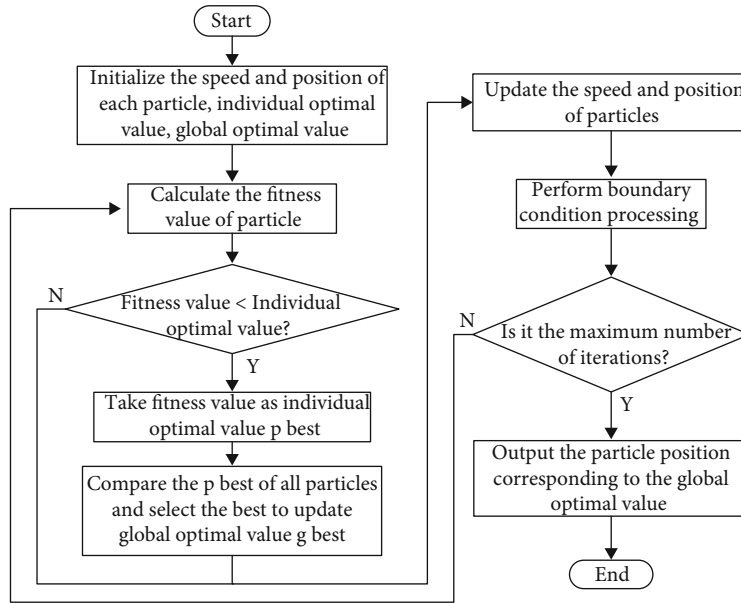 Start
Initialize the speed and position of
each particle, individual optimal
value, global optimal value
Calculate the fitness
value of particle
N
Fitness value < Individual
optimal value?
Y
Take fitness value as individual
optimal value p best
Compare the p best of all particles
and select the best to update
global optimal value g best
Update the speed and position
of particles
Perform boundary
condition processing
N
Is it the maximum number
of iterations?
Y
Output the particle position
corresponding to the global
optimal value
End